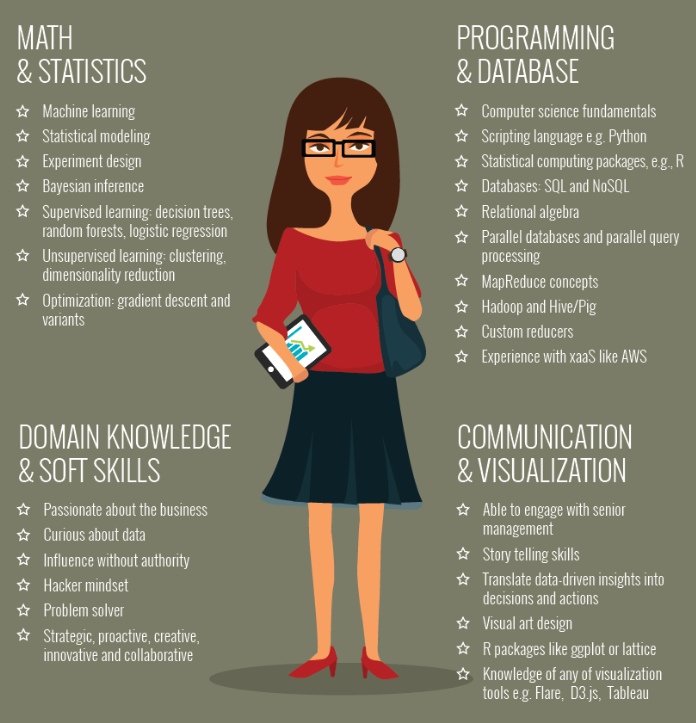 MATH
& STATISTICS
Machine learning
Statistical modeling
Experiment design
Bayesian inference
Supervised learning: decision trees,
random forests, logistic regression
Unsupervised learning: clustering,
dimensionality reduction
Optimization: gradient descent and
variants
PROGRAMMING
& DATABASE
Computer science fundamentals
Scripting language e.g. Python
Statistical computing packages, e.g., R
Databases: SQL and NoSQL
Relational algebra
Parallel databases and parallel query
processing
MapReduce concepts
Hadoop and Hive/Pig
Custom reducers
Experience with xaaS like AWS
DOMAIN KNOWLEDGE
& SOFT SKILLS
Passionate about the business
Curious about data
Influence without authority
Hacker mindset
Problem solver
Strategic, proactive, creative,
innovative and collaborative
COMMUNICATION
& VISUALIZATION
Able to engage with senior
management
Story telling skills
Translate data-driven insights into
decisions and actions
Visual art design
R packages like ggplot or lattice
Knowledge of any of visualization
tools e.g. Flare, D3.js, Tableau